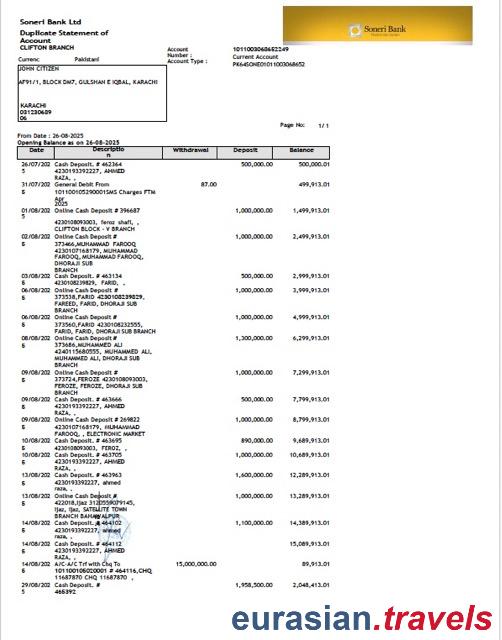 Soneri Bank Ltd
Soneri Bank
Duplicate Statement of
Account
CLIFTON BRANCH
Account
Number :
1011003068652249
Account Type :
Current Account
Currenc
Pakistani
PK64SONE01011003068652
JOHN CITIZEN
AF91/1, BLOCK DM7, GULSHAN E IQBAL, KARACHI
KARACHI
031230689
06
Page No:
1/1
From Date : 26-08-2025
Opening Balance as on 26-08-2025
Date Descriptio Withdrawal Deposit Balance
n
26/07/202 Cash Deposit. # 462364 500,000.00 500,000.01
5 4230193392227, AHMED
RAZA, ,
31/07/202 General Debit From 87.00 499,913.01
5 1011001052900015MS Charges FTM
Apr
2025
01/08/202 Online Cash Deposit # 396687 1,000,000.00 1,499,913.01
5
4230108093003, feroz shafi, ,
CLIFTON BLOCK - V BRANCH
02/08/202 Online Cash Deposit # 1,000,000.00 2,499,913.01
5 373466,MUHAMMAD FAROOQ
4230107168179, MUHAMMAD
FAROOQ, MUHAMMAD FAROOQ,
DHORAJI SUB
BRANCH
03/08/202 Cash Deposit. # 463134 500,000.00 2,999,913.01
5 4230108239829, FARID, ,
06/08/202 Online Cash Deposit # 1,000,000.00 3,999,913.01
5 373538,FARID 4230108239829,
FAREED, FARID, DHORAJI SUB
BRANCH
06/08/202 Online Cash Deposit # 1,000,000.00 4,999,913.01
5 373560,FARID 4230108232555,
FARID, FARID, DHORAJI SUB BRANCH
08/08/202 Online Cash Deposit # 1,300,000.00 6,299,913.01
5 373686,MUHAMMED ALI
4240115680555, MUHAMMED ALI,
MUHAMMED ALI, DHORAJI SUB
BRANCH
09/08/202 Online Cash Deposit # 1,000,000.00 7,299,913.01
5 373724,FEROZE 4230108093003,
FEROZE, FEROZE, DHORAJI SUB
BRANCH
09/08/202 Cash Deposit. # 463666 500,000.00 7,799,913.01
5 4230193392227, AHMED
RAZA, ,
09/08/202 Online Cash Deposit # 269822 1,000,000.00 8,799,913.01
5 4230107168179, MUHAMMAD
FAROOQ, , ELECTRONIC MARKET
10/08/202 Cash Deposit. # 463695 890,000.00 9,689,913.01
5 4230108093003, FEROZ, ,
10/08/202 Cash Deposit. # 463705 1,000,000.00 10,689,913.01
5 4230193392227, AHMED
RAZA, ,
13/08/202 Cash Deposit. # 463963 1,600,000.00 12,289,913.01
5 4230193392227, ahmed
raza, ,
13/08/202 Online Cash Deposit # 1,000,000.00 13,289,913.01
5 422018,Ijaz 3120559079145,
Ijaz, Ijaz, SATELLITE TOWN
BRANCH BAHAWALPUR
14/08/202 Cash Deposit. # 464102 1,100,000.00 14,389,913.01
5 4230193392227, ahmed
raza, ,
14/08/202 Cash Deposit. # 464112 15,089,913.01
5 4230193392227, AHMED
RAZA, ,
14/08/202 A/C-A/C Trf with Chq To 15,000,000.00 89,913.01
5 101100105020001 # 464116,CHQ
11687870 CHQ 11687870 ,
29/08/202 Cash Deposit. # 1,958,500.00 2,048,413.01
5 465392
eurasian.travels